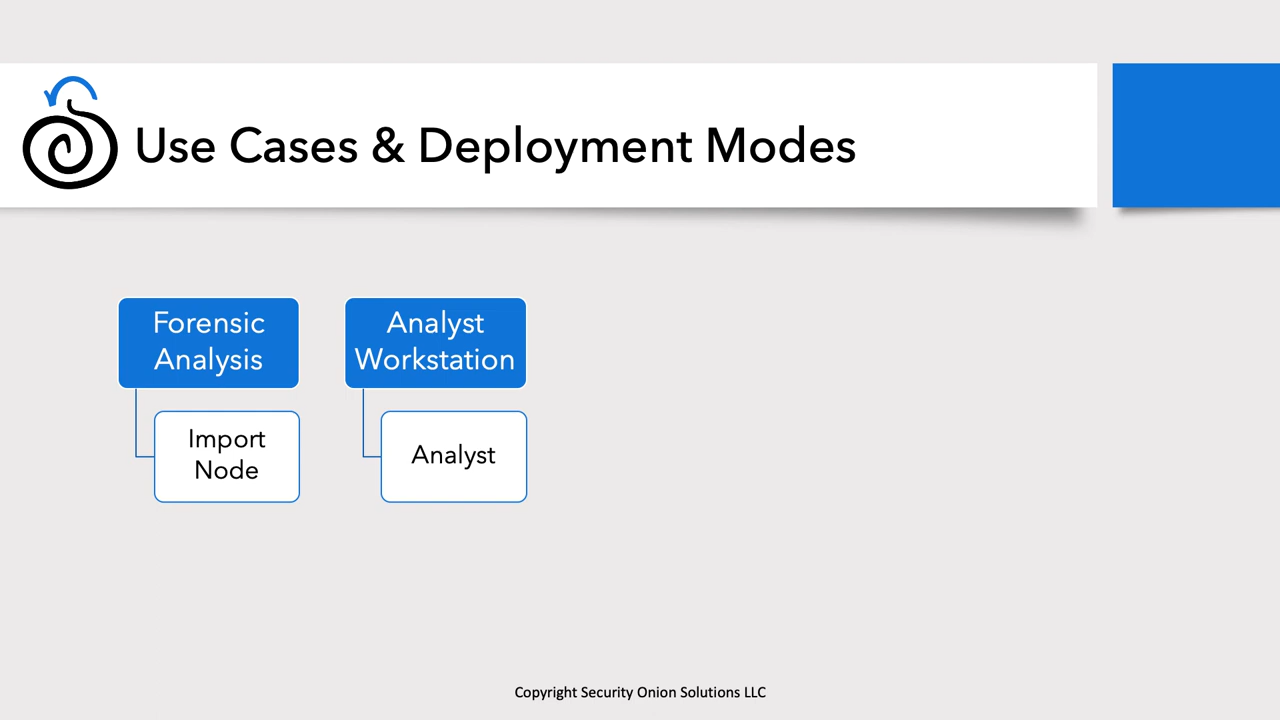 Use Cases & Deployment Modes
Forensic
Analysis
Analyst
Workstation
Import
Node
Analyst
Copyright Security Onion Solutions LLC